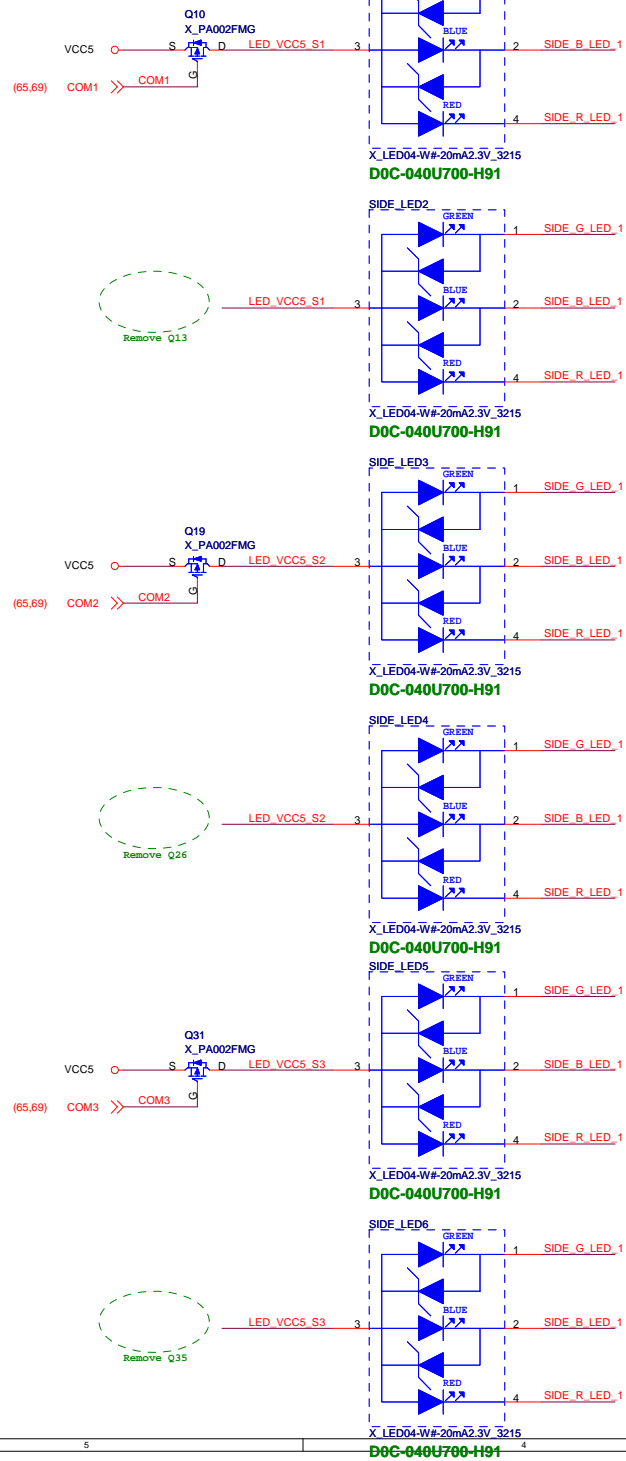 Q10
X_PA002FMG
BLUE
VCC5 S D LED_VCC5_S1 3 2 SIDE_B_LED_1
G
(65,69) COM1 COM1
RED
4 SIDE_R_LED_1
X_LED04-W#-20mA2.3V_3215
D0C-040U700-H91
SIDE_LED2
GREEN
1 SIDE_G_LED_1
BLUE
LED_VCC5_S1 3 2 SIDE_B_LED_1
Remove Q13
RED
4 SIDE_R_LED_1
X_LED04-W#-20mA2.3V_3215
D0C-040U700-H91
SIDE_LED3
GREEN
1 SIDE_G_LED_1
Q19
X_PA002FMG
BLUE
VCC5 S D LED_VCC5_S2 3 2 SIDE_B_LED_1
G
(65,69) COM2 COM2
RED
4 SIDE_R_LED_1
X_LED04-W#-20mA2.3V_3215
D0C-040U700-H91
SIDE_LED4
GREEN
1 SIDE_G_LED_1
BLUE
LED_VCC5_S2 3 2 SIDE_B_LED_1
Remove Q26
RED
4 SIDE_R_LED_1
X_LED04-W#-20mA2.3V_3215
D0C-040U700-H91
SIDE_LED5
GREEN
1 SIDE_G_LED_1
Q31
X_PA002FMG
BLUE
VCC5 S D LED_VCC5_S3 3 2 SIDE_B_LED_1
G
(65,69) COM3 COM3
RED
4 SIDE_R_LED_1
X_LED04-W#-20mA2.3V_3215
D0C-040U700-H91
SIDE_LED6
GREEN
1 SIDE_G_LED_1
BLUE
LED_VCC5_S3 3 2 SIDE_B_LED_1
Remove Q35
RED
4 SIDE_R_LED_1
X_LED04-W#-20mA2.3V_3215
5 4
D0C-040U700-H91